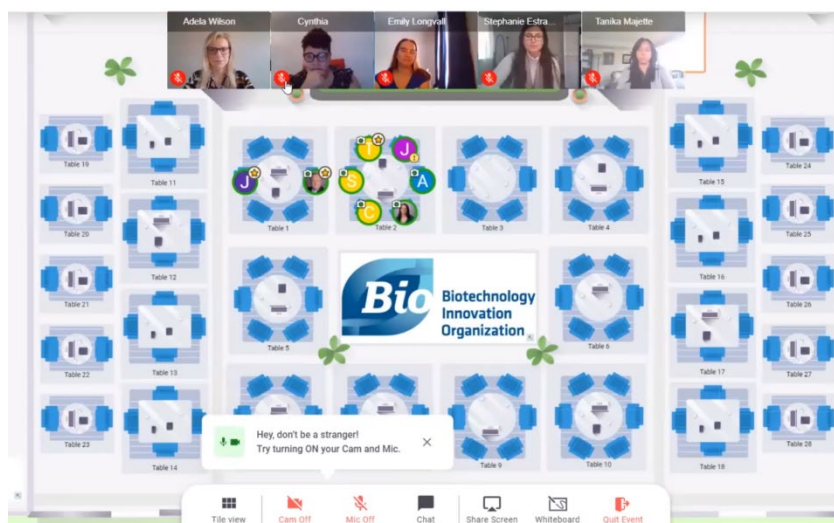 Adela Wilson
Cynthia
Emily Longvall
Stephanie Estra...
Tanika Majette
Table 19
Table 11
Table 20
Table 12
Table 21
Table 13
Table 22
Table 14
Table 23
J
Table 1
T
J
S
A
C
Table 2
Table 3
Table 4
Table 5
Bio
Biotechnology
Innovation
Organization
Table 6
Table 9
Table 10
Table 15
Table 24
Table 16
Table 25
Table 17
Table 26
Table 18
Table 27
Table 28
Hey, don't be a stranger!
Try turning ON your Cam and Mic.
Tile view
Cam Off
Mic Off
Chat
Share Screen
Whiteboard
Quit Event